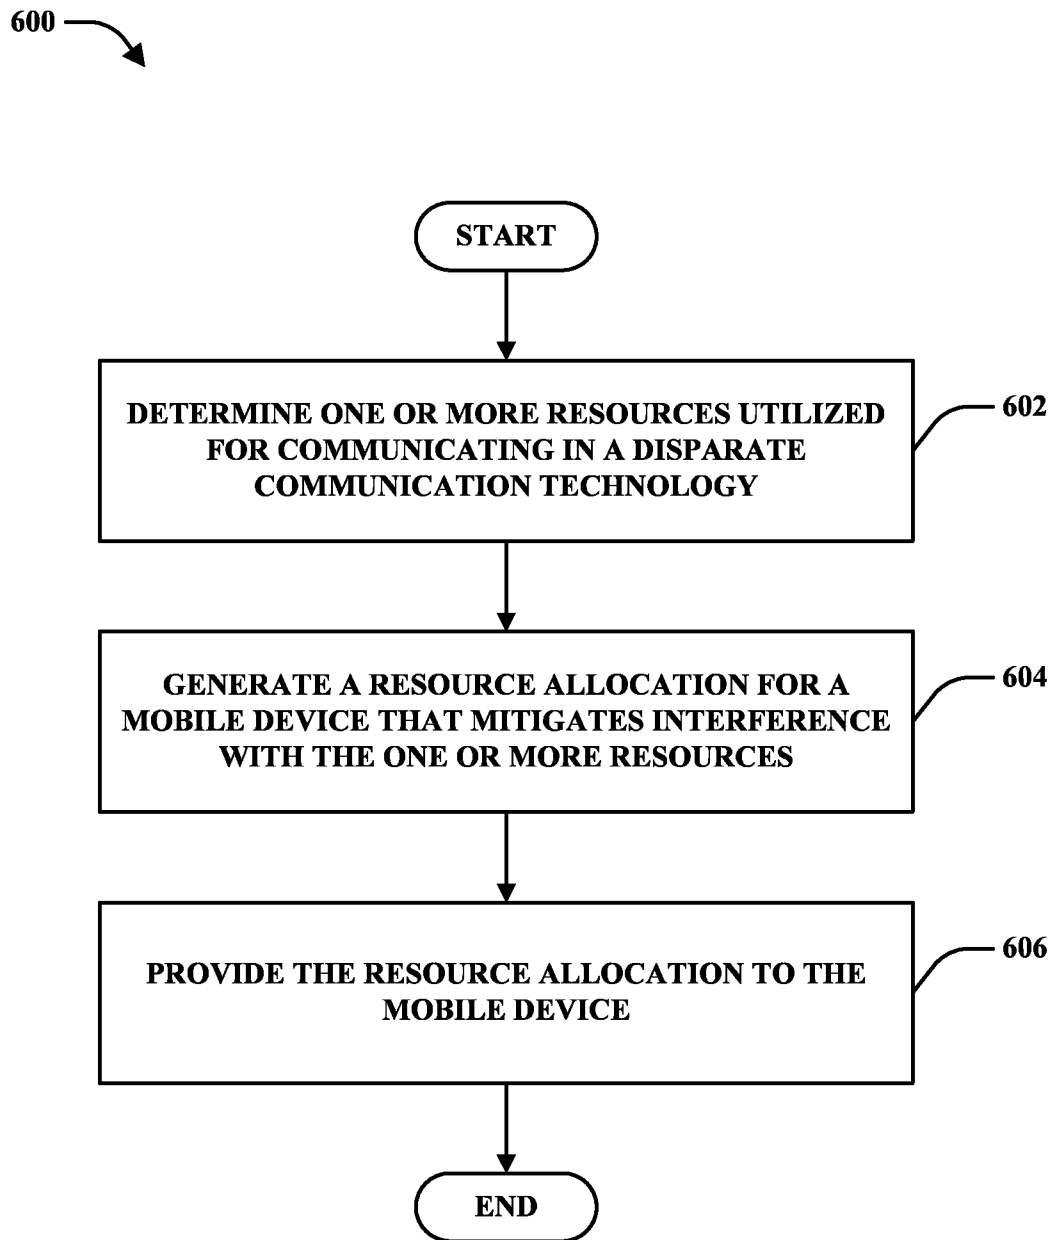 600
START
DETERMINE ONE OR MORE RESOURCES UTILIZED
FOR COMMUNICATING IN A DISPARATE
COMMUNICATION TECHNOLOGY
602
GENERATE A RESOURCE ALLOCATION FOR A
MOBILE DEVICE THAT MITIGATES INTERFERENCE
WITH THE ONE OR MORE RESOURCES
604
PROVIDE THE RESOURCE ALLOCATION TO THE
MOBILE DEVICE
606
END